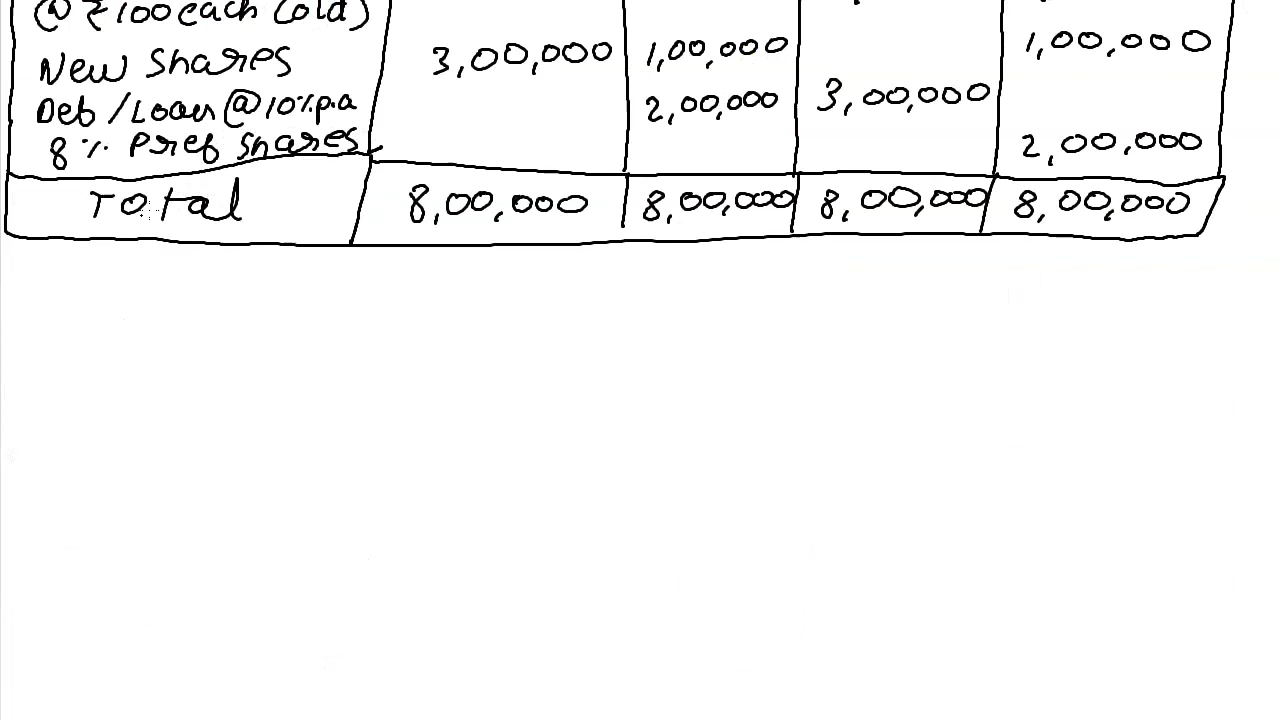 @ ₹100 each (old)
New shares 3,00,000 1,00,000 1,00,000
Deb/Loan @10%p.a 2,00,000 3,00,000
8% Pref shares 2,00,000
Total 8,00,000 8,00,000 8,00,000 8,00,000